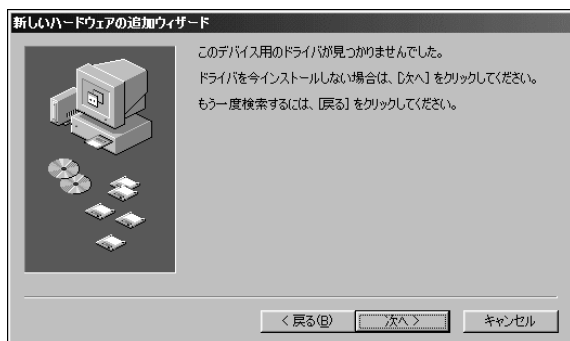 新しいハードウェアの追加ウィザード
このデバイス用のドライバが見つかりませんでした。
ドライバを今インストールしない場合は、[次へ] をクリックしてください。
もう一度検索するには、[戻る] をクリックしてください。
< 戻る(B)
次へ >
キャンセル